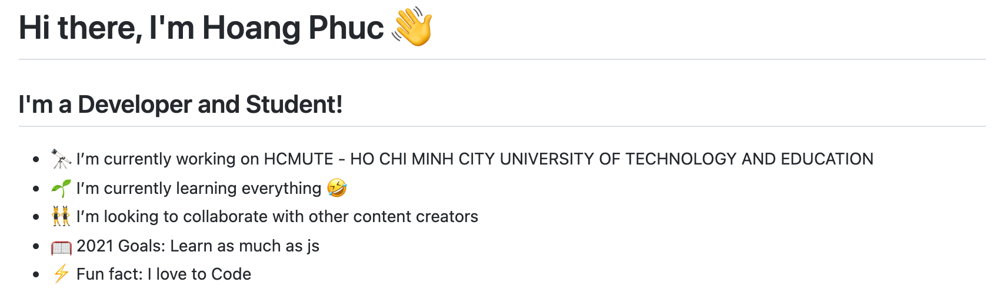 Hi there, I'm Hoang Phuc 👋
I'm a Developer and Student!
🔭 I’m currently working on HCMUTE - HO CHI MINH CITY UNIVERSITY OF TECHNOLOGY AND EDUCATION
🌱 I’m currently learning everything 🤣
👯 I’m looking to collaborate with other content creators
🥅 2021 Goals: Learn as much as js
⚡ Fun fact: I love to Code